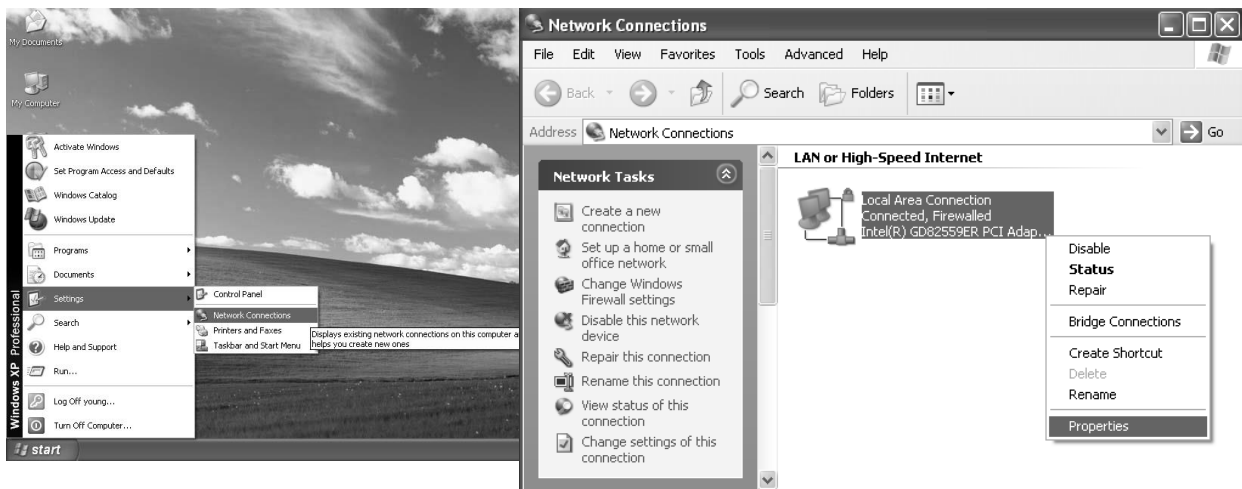 My Documents
My Computer
Activate Windows
Set Program Access and Defaults
Windows Catalog
Windows Update
Programs
Documents
Settings
Search
Help and Support
Run...
Log Off young...
Turn Off Computer...
Windows XP Professional
Control Panel
Network Connections
Printers and Faxes
Taskbar and Start Menu
Displays existing network connections on this computer a
helps you create new ones
start
Network Connections
File Edit View Favorites Tools Advanced Help
Back Search Folders
Address Network Connections Go
Network Tasks
Create a new
connection
Set up a home or small
office network
Change Windows
Firewall settings
Disable this network
device
Repair this connection
Rename this connection
View status of this
connection
Change settings of this
connection
LAN or High-Speed Internet
Local Area Connection
Connected, Firewalled
Intel(R) GD82559ER PCI Adap...
Disable
Status
Repair
Bridge Connections
Create Shortcut
Delete
Rename
Properties